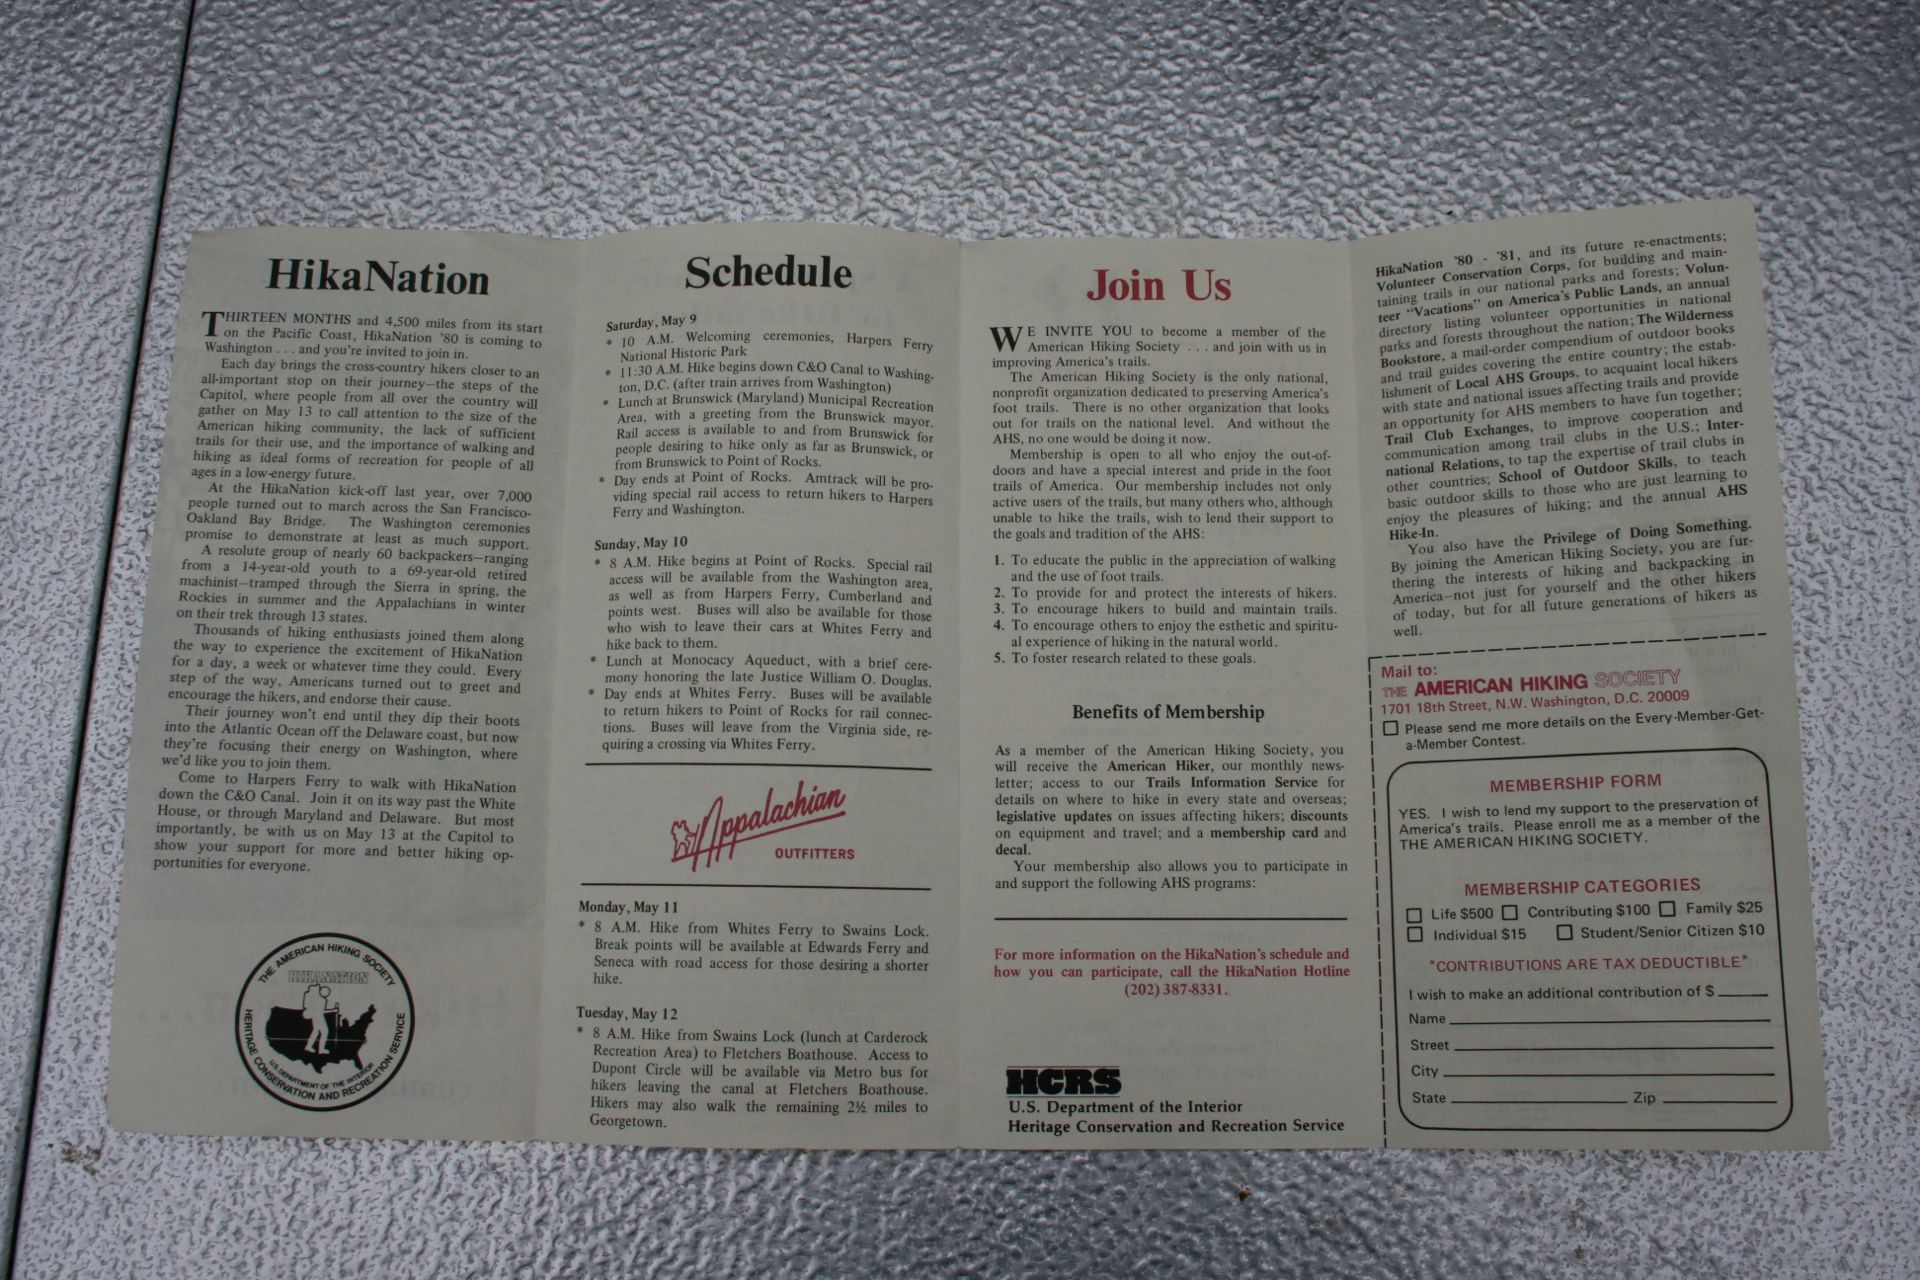 HikaNation
THIRTEEN MONTHS and 4,500 miles from its start
on the Pacific Coast, HikaNation '80 is coming to
Washington . . . and you're invited to join in.
Each day brings the cross-country hikers closer to an
all-important stop on their journey—the steps of the
Capitol, where people from all over the country will
gather on May 13 to call attention to the size of the
American hiking community, the lack of sufficient
trails for their use, and the importance of walking and
hiking as ideal forms of recreation for people of all
ages in a low-energy future.
At the HikaNation kick-off last year, over 7,000
people turned out to march across the San Francisco-
Oakland Bay Bridge. The Washington ceremonies
promise to demonstrate at least as much support.
A resolute group of nearly 60 backpackers—ranging
from a 14-year-old youth to a 69-year-old retired
machinist—tramped through the Sierra in spring, the
Rockies in summer and the Appalachians in winter
on their trek through 13 states.
Thousands of hiking enthusiasts joined them along
the way to experience the excitement of HikaNation
for a day, a week or whatever time they could. Every
step of the way, Americans turned out to greet and
encourage the hikers, and endorse their cause.
Their journey won't end until they dip their boots
into the Atlantic Ocean off the Delaware coast, but now
they're focusing their energy on Washington, where
we'd like you to join them.
Come to Harpers Ferry to walk with HikaNation
down the C&O Canal. Join it on its way past the White
House, or through Maryland and Delaware. But most
importantly, be with us on May 13 at the Capitol to
show your support for more and better hiking op-
portunities for everyone.
THE AMERICAN HIKING SOCIETY
HIKANATION
U.S. DEPARTMENT OF THE INTERIOR
HERITAGE CONSERVATION AND RECREATION SERVICE
Schedule
Saturday, May 9
* 10 A.M. Welcoming ceremonies, Harpers Ferry
National Historic Park
* 11:30 A.M. Hike begins down C&O Canal to Washing-
ton, D.C. (after train arrives from Washington)
* Lunch at Brunswick (Maryland) Municipal Recreation
Area, with a greeting from the Brunswick mayor.
Rail access is available to and from Brunswick for
people desiring to hike only as far as Brunswick, or
from Brunswick to Point of Rocks.
* Day ends at Point of Rocks. Amtrack will be pro-
viding special rail access to return hikers to Harpers
Ferry and Washington.
Sunday, May 10
* 8 A.M. Hike begins at Point of Rocks. Special rail
access will be available from the Washington area,
as well as from Harpers Ferry, Cumberland and
points west. Buses will also be available for those
who wish to leave their cars at Whites Ferry and
hike back to them.
* Lunch at Monocacy Aqueduct, with a brief cere-
mony honoring the late Justice William O. Douglas.
* Day ends at Whites Ferry. Buses will be available
to return hikers to Point of Rocks for rail connec-
tions. Buses will leave from the Virginia side, re-
quiring a crossing via Whites Ferry.
Appalachian
OUTFITTERS
Monday, May 11
* 8 A.M. Hike from Whites Ferry to Swains Lock.
Break points will be available at Edwards Ferry and
Seneca with road access for those desiring a shorter
hike.
Tuesday, May 12
* 8 A.M. Hike from Swains Lock (lunch at Carderock
Recreation Area) to Fletchers Boathouse. Access to
Dupont Circle will be available via Metro bus for
hikers leaving the canal at Fletchers Boathouse.
Hikers may also walk the remaining 2½ miles to
Georgetown.
Join Us
WE INVITE YOU to become a member of the
American Hiking Society . . . and join with us in
improving America's trails.
The American Hiking Society is the only national,
nonprofit organization dedicated to preserving America's
foot trails. There is no other organization that looks
out for trails on the national level. And without the
AHS, no one would be doing it now.
Membership is open to all who enjoy the out-of-
doors and have a special interest and pride in the foot
trails of America. Our membership includes not only
active users of the trails, but many others who, although
unable to hike the trails, wish to lend their support to
the goals and tradition of the AHS:
1. To educate the public in the appreciation of walking
and the use of foot trails.
2. To provide for and protect the interests of hikers.
3. To encourage hikers to build and maintain trails.
4. To encourage others to enjoy the esthetic and spiritu-
al experience of hiking in the natural world.
5. To foster research related to these goals.
Benefits of Membership
As a member of the American Hiking Society, you
will receive the American Hiker, our monthly news-
letter; access to our Trails Information Service for
details on where to hike in every state and overseas;
legislative updates on issues affecting hikers; discounts
on equipment and travel; and a membership card and
decal.
Your membership also allows you to participate in
and support the following AHS programs:
For more information on the HikaNation's schedule and
how you can participate, call the HikaNation Hotline
(202) 387-8331.
HCRS
U.S. Department of the Interior
Heritage Conservation and Recreation Service
HikaNation '80 - '81, and its future re-enactments;
Volunteer Conservation Corps, for building and main-
taining trails in our national parks and forests; Volun-
teer "Vacations" on America's Public Lands, an annual
directory listing volunteer opportunities in national
parks and forests throughout the nation; The Wilderness
Bookstore, a mail-order compendium of outdoor books
and trail guides covering the entire country; the estab-
lishment of Local AHS Groups, to acquaint local hikers
with state and national issues affecting trails and provide
an opportunity for AHS members to have fun together;
Trail Club Exchanges, to improve cooperation and
communication among trail clubs in the U.S.; Inter-
national Relations, to tap the expertise of trail clubs in
other countries; School of Outdoor Skills, to teach
basic outdoor skills to those who are just learning to
enjoy the pleasures of hiking; and the annual AHS
Hike-In.
You also have the Privilege of Doing Something.
By joining the American Hiking Society, you are fur-
thering the interests of hiking and backpacking in
America—not just for yourself and the other hikers
of today, but for all future generations of hikers as
well.
Mail to:
THE AMERICAN HIKING SOCIETY
1701 18th Street, N.W. Washington, D.C. 20009
Please send me more details on the Every-Member-Get-
a-Member Contest.
MEMBERSHIP FORM
YES. I wish to lend my support to the preservation of
America's trails. Please enroll me as a member of the
THE AMERICAN HIKING SOCIETY.
MEMBERSHIP CATEGORIES
Life $500 Contributing $100 Family $25
Individual $15 Student/Senior Citizen $10
*CONTRIBUTIONS ARE TAX DEDUCTIBLE*
I wish to make an additional contribution of $
Name
Street
City
State Zip